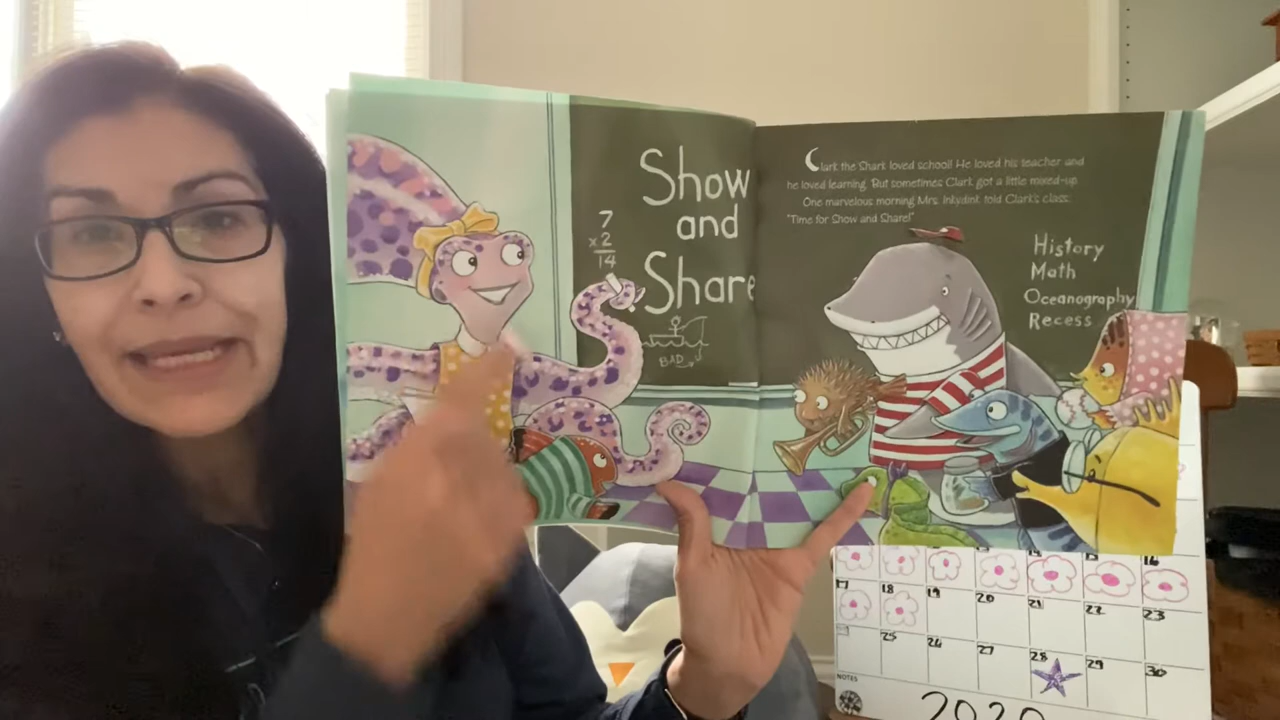 Show
and
Share
7
x2
14
BAD
Clark the Shark loved school! He loved his teacher and
he loved learning. But sometimes Clark got a little mixed-up.
One marvelous morning Mrs. Inkydink told Clark's class:
"Time for Show and Share!"
History
Math
Oceanography
Recess
16
17 18 19 20 21 22 23
25 26 27 28 29 30
NOTES
2020